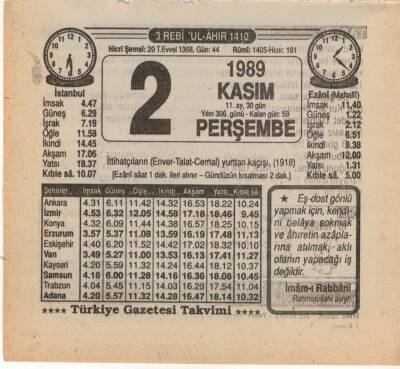 3 REBİ 'UL-ÂHIR 1410
Hicrî Şemsî: 20 T.Evvel 1368, Gün: 44 Rûmî: 1405-Hızır: 181
2
1989
KASIM
11. ay, 30 gün
Yılın 306. günü - Kalan gün: 59
PERŞEMBE
İstanbul
İmsak 4.47
Güneş 6.29
İşrak 7.19
Öğle 11.58
İkindi 14.45
Akşam 17.06
Yatsı 18.37
Kıble sâ. 10.07
Ezânî (Mahallî)
İmsak 11.40
Güneş 1.22
İşrak 2.12
Öğle 6.51
İkindi 9.38
Akşam 12.00
Yatsı 1.31
Kıble sâ. 5.00
İttihatçıların (Enver-Talat-Cemal) yurttan kaçışı. (1918)
[Ezânî sâat 1 dak. ileri alınır – Gündüzün kısalması 2 dak.]
Şehirler İmsak Güneş Öğle İkindi Akşam Yatsı Kıble sâ.
Ankara 4.31 6.11 11.42 14.32 16.53 18.22 10.24
İzmir 4.53 6.32 12.05 14.58 17.18 18.46 9.45
Konya 4.32 6.09 11.44 14.38 16.57 18.25 10.15
Erzurum 3.57 5.37 11.08 13.59 16.19 17.48 11.13
Eskişehir 4.40 6.20 11.52 14.42 17.02 18.32 10.10
Van 3.49 5.27 11.00 13.53 16.13 17.41 11.27
Kayseri 4.20 5.59 11.32 14.24 16.44 18.12 10.37
Samsun 4.18 6.00 11.28 14.16 16.36 18.08 10.45
Trabzon 4.04 5.45 11.15 14.03 16.28 17.54 11.04
Adana 4.20 5.57 11.32 14.26 16.47 18.14 10.32
★ Eş-dost gönlü
yapmak için, kendi-
ni belâya sokmak
ve âhıretin azâpla-
rına atılmak, aklı
olanın yapacağı iş
değildir.
İmâm-ı Rabbânî
Rahmetullahi aleyh
★★★★ Türkiye Gazetesi Takvimi ★★★★